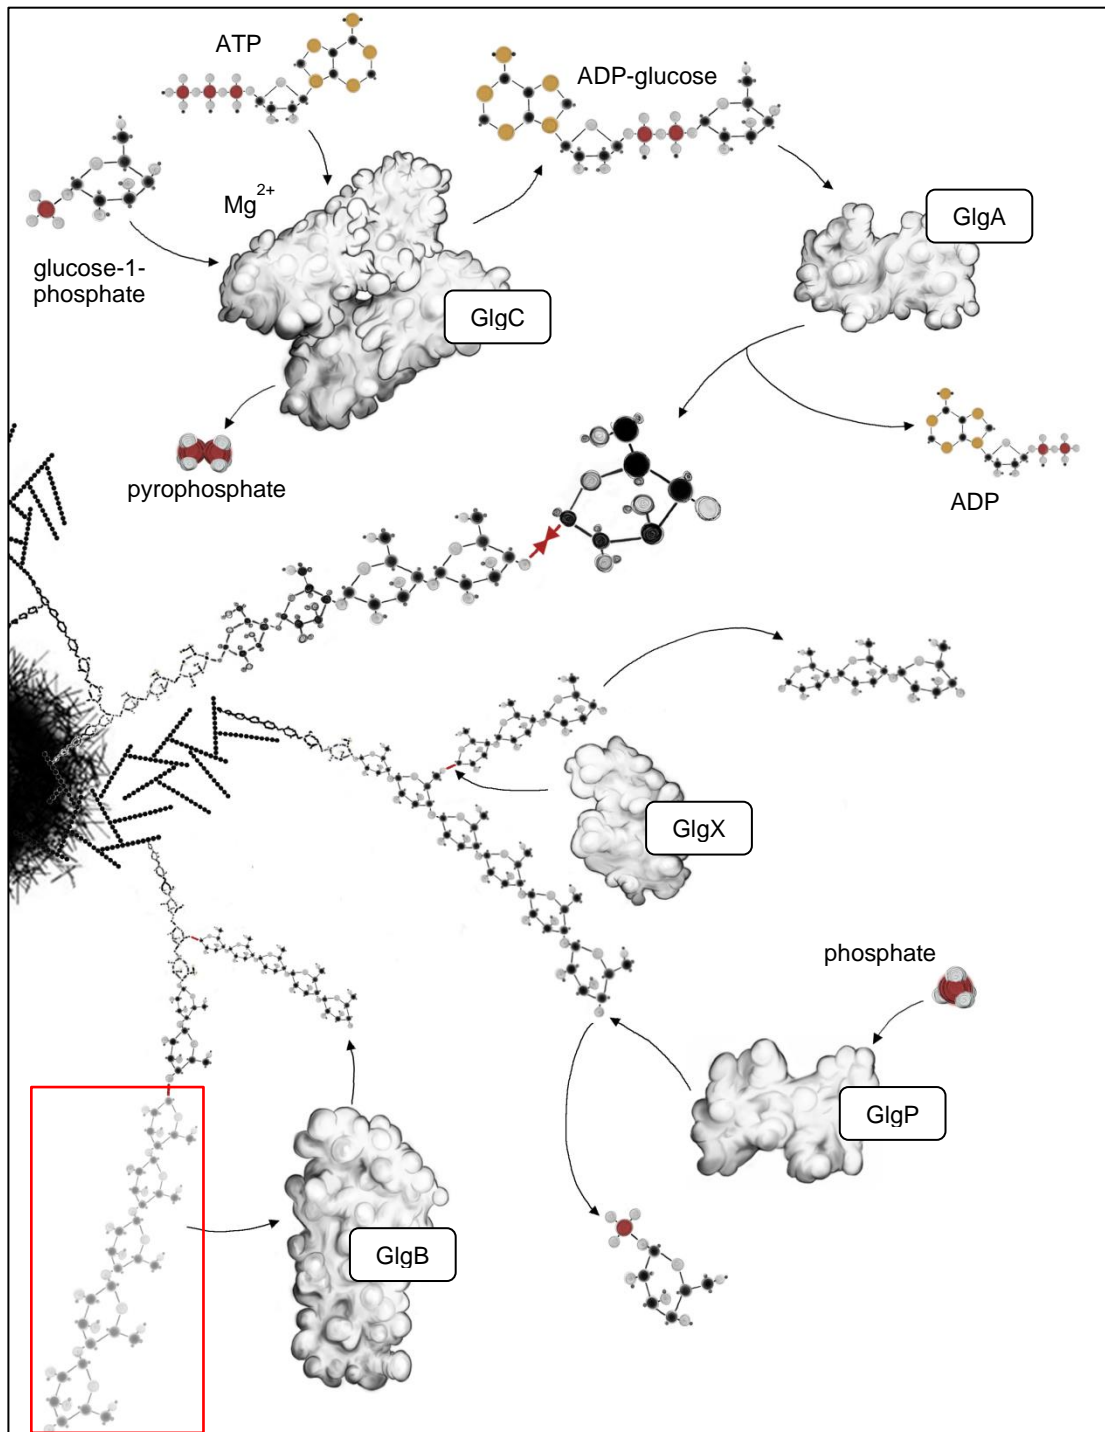 ATP
ADP-glucose
Mg2+
glucose-1-
phosphate
GlgC
GlgA
pyrophosphate
ADP
GlgX
phosphate
GlgP
GlgB